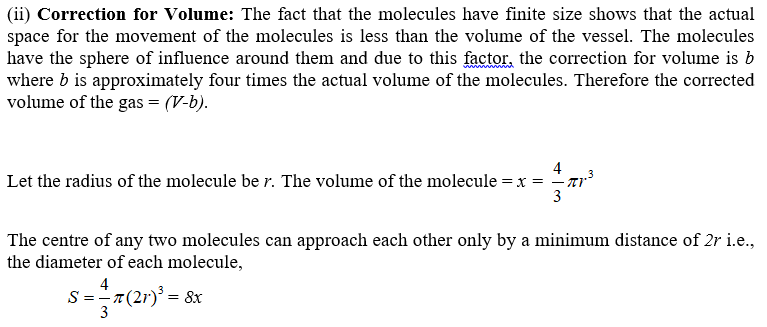 (ii) Correction for Volume: The fact that the molecules have finite size shows that the actual
space for the movement of the molecules is less than the volume of the vessel. The molecules
have the sphere of influence around them and due to this factor, the correction for volume is b
where b is approximately four times the actual volume of the molecules. Therefore the corrected
volume of the gas = (V-b).
Let the radius of the molecule be r. The volume of the molecule = x = 4/3 πr³
The centre of any two molecules can approach each other only by a minimum distance of 2r i.e.,
the diameter of each molecule,
S = 4/3 π(2r)³ = 8x